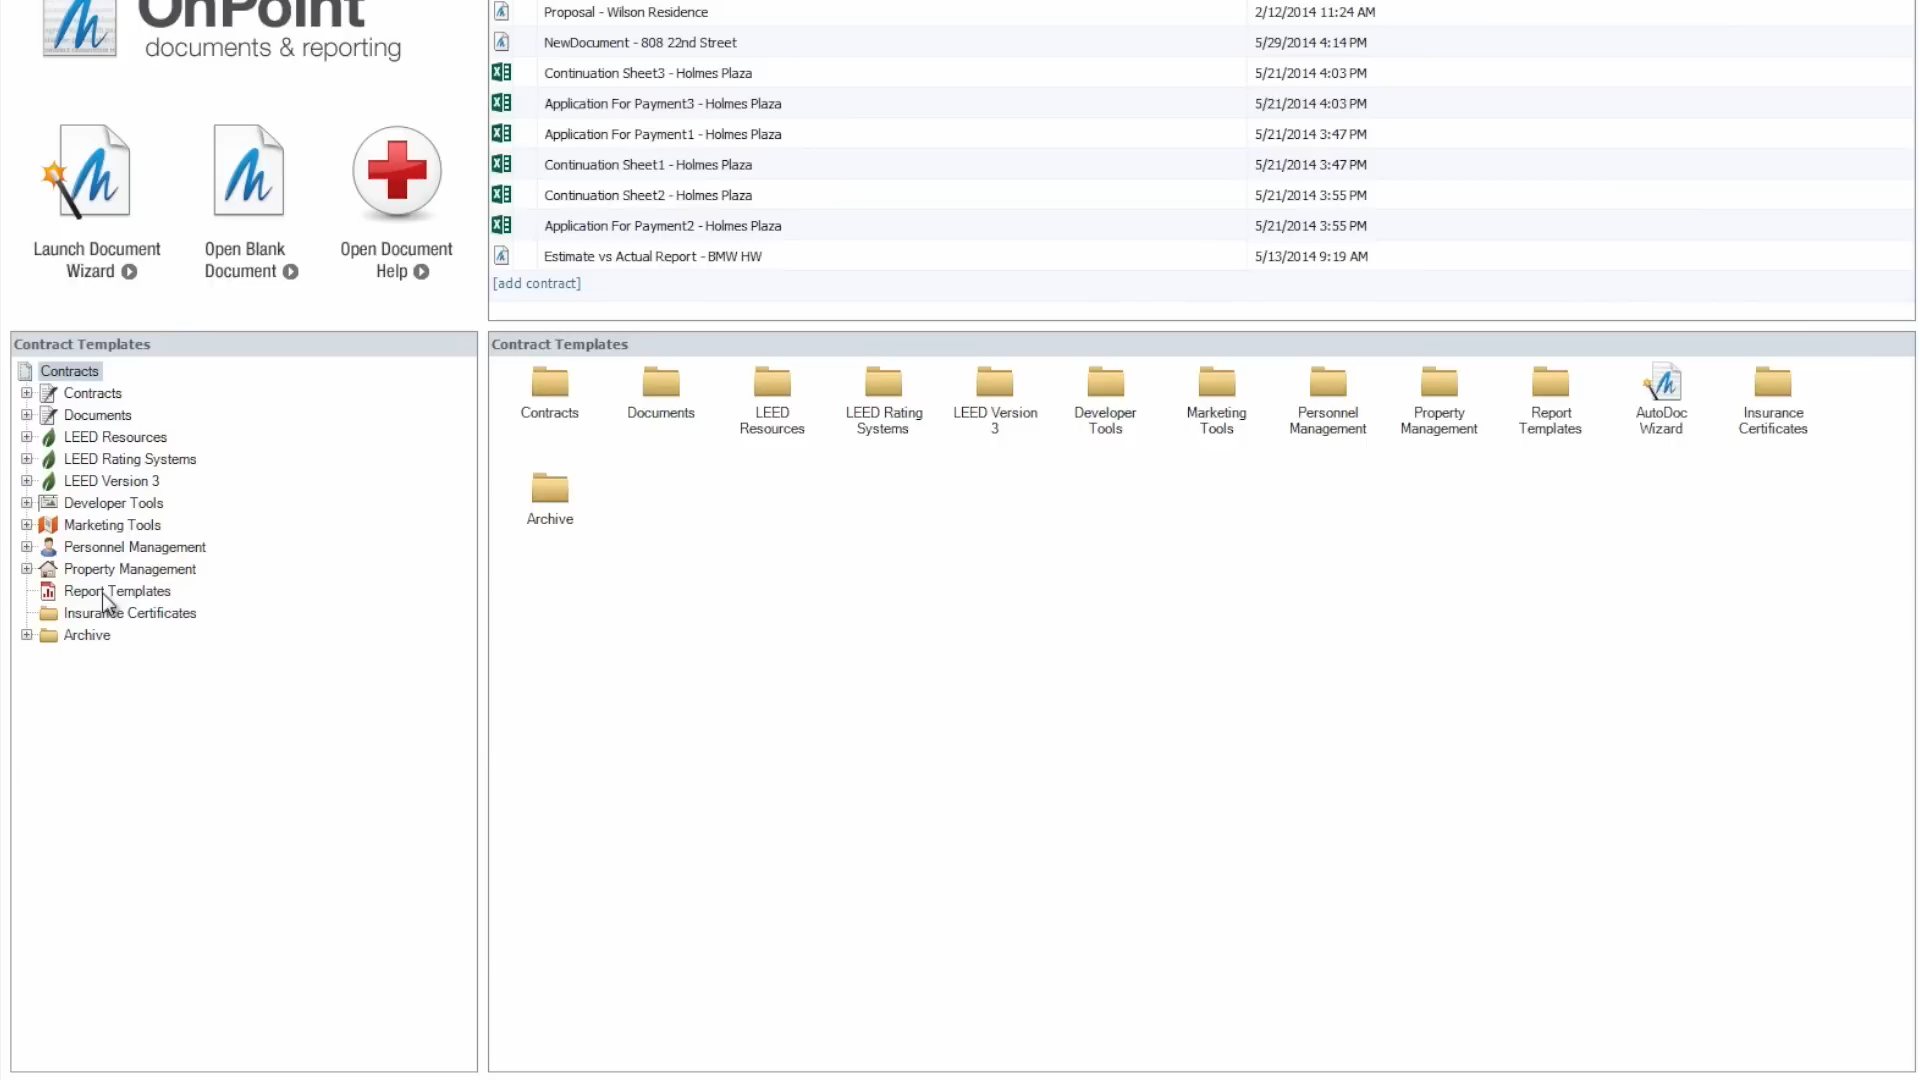 OnPoint
documents & reporting
Launch Document
Wizard
Open Blank
Document
Open Document
Help
Proposal - Wilson Residence 2/12/2014 11:24 AM
NewDocument - 808 22nd Street 5/29/2014 4:14 PM
Continuation Sheet3 - Holmes Plaza 5/21/2014 4:03 PM
Application For Payment3 - Holmes Plaza 5/21/2014 4:03 PM
Application For Payment1 - Holmes Plaza 5/21/2014 3:47 PM
Continuation Sheet1 - Holmes Plaza 5/21/2014 3:47 PM
Continuation Sheet2 - Holmes Plaza 5/21/2014 3:55 PM
Application For Payment2 - Holmes Plaza 5/21/2014 3:55 PM
Estimate vs Actual Report - BMW HW 5/13/2014 9:19 AM
[add contract]
Contract Templates
Contracts
Contracts
Documents
LEED Resources
LEED Rating Systems
LEED Version 3
Developer Tools
Marketing Tools
Personnel Management
Property Management
Report Templates
Insurance Certificates
Archive
Contract Templates
Contracts
Documents
LEED
Resources
LEED Rating
Systems
LEED Version
3
Developer
Tools
Marketing
Tools
Personnel
Management
Property
Management
Report
Templates
AutoDoc
Wizard
Insurance
Certificates
Archive